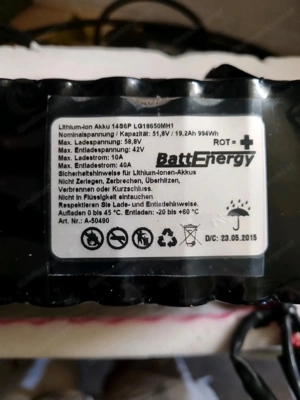 Lithium-ion Akku 14S6P LG18650MH1
Nominalspannung / Kapazität: 51,8V / 19,2Ah 994Wh
Max. Ladespannung: 58,8V
Max. Entladespannung: 42V
Max. Ladestrom: 10A
Max. Entladestrom: 40A
ROT = +
BattEnergy
Sicherheitshinweise für Lithium-Ionen-Akkus
Nicht Zerlegen, Zerbrechen, Überhitzen,
Verbrennen oder Kurzschließen.
Nicht in Flüssigkeit eintauchen.
Respektieren Sie Lade- und Entladehinweise.
Aufladen 0 bis 45 °C. Entladen: -20 bis +60 °C
Art. Nr.: A-50490
D/C: 23.05.2015